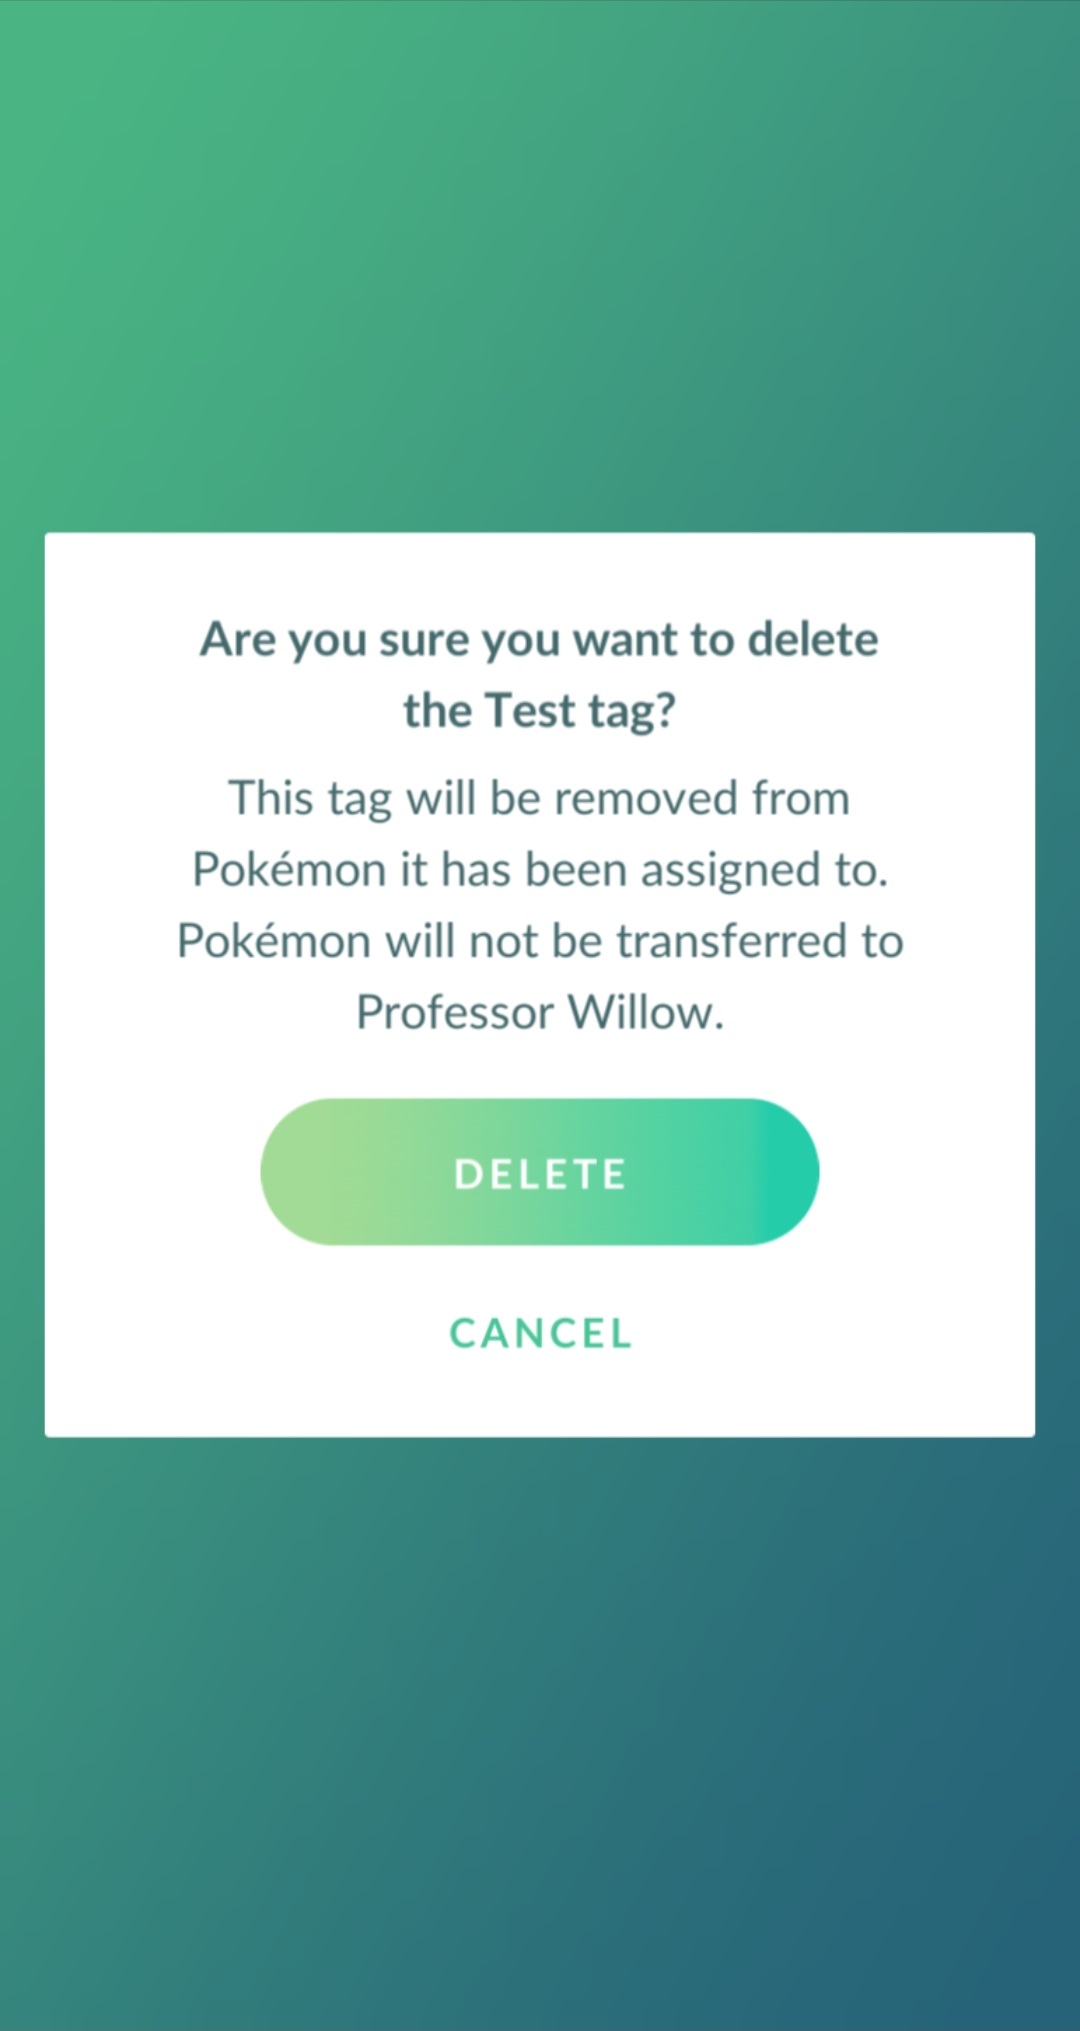 Are you sure you want to delete
the Test tag?
This tag will be removed from
Pokémon it has been assigned to.
Pokémon will not be transferred to
Professor Willow.
DELETE
CANCEL